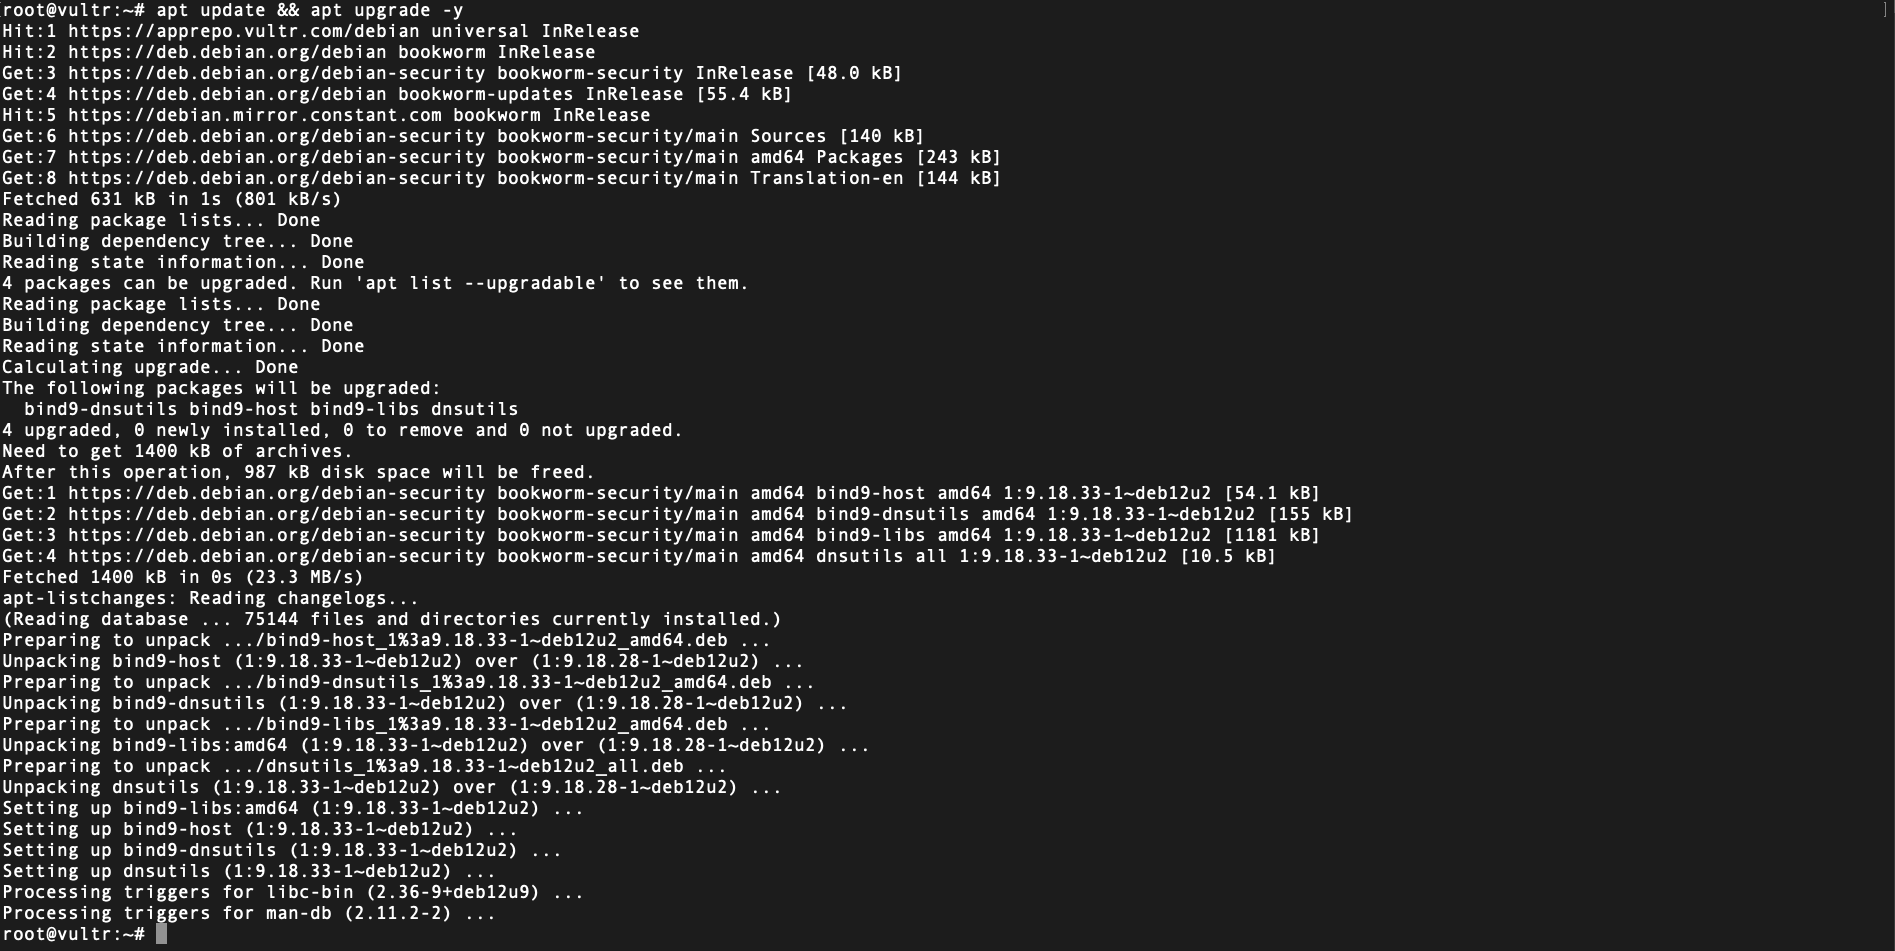 [root@vultr:~# apt update && apt upgrade -y ]
Hit:1 https://apprepo.vultr.com/debian universal InRelease
Hit:2 https://deb.debian.org/debian bookworm InRelease
Get:3 https://deb.debian.org/debian-security bookworm-security InRelease [48.0 kB]
Get:4 https://deb.debian.org/debian bookworm-updates InRelease [55.4 kB]
Hit:5 https://debian.mirror.constant.com bookworm InRelease
Get:6 https://deb.debian.org/debian-security bookworm-security/main Sources [140 kB]
Get:7 https://deb.debian.org/debian-security bookworm-security/main amd64 Packages [243 kB]
Get:8 https://deb.debian.org/debian-security bookworm-security/main Translation-en [144 kB]
Fetched 631 kB in 1s (801 kB/s)
Reading package lists... Done
Building dependency tree... Done
Reading state information... Done
4 packages can be upgraded. Run 'apt list --upgradable' to see them.
Reading package lists... Done
Building dependency tree... Done
Reading state information... Done
Calculating upgrade... Done
The following packages will be upgraded:
  bind9-dnsutils bind9-host bind9-libs dnsutils
4 upgraded, 0 newly installed, 0 to remove and 0 not upgraded.
Need to get 1400 kB of archives.
After this operation, 987 kB disk space will be freed.
Get:1 https://deb.debian.org/debian-security bookworm-security/main amd64 bind9-host amd64 1:9.18.33-1~deb12u2 [54.1 kB]
Get:2 https://deb.debian.org/debian-security bookworm-security/main amd64 bind9-dnsutils amd64 1:9.18.33-1~deb12u2 [155 kB]
Get:3 https://deb.debian.org/debian-security bookworm-security/main amd64 bind9-libs amd64 1:9.18.33-1~deb12u2 [1181 kB]
Get:4 https://deb.debian.org/debian-security bookworm-security/main amd64 dnsutils all 1:9.18.33-1~deb12u2 [10.5 kB]
Fetched 1400 kB in 0s (23.3 MB/s)
apt-listchanges: Reading changelogs...
(Reading database ... 75144 files and directories currently installed.)
Preparing to unpack .../bind9-host_1%3a9.18.33-1~deb12u2_amd64.deb ...
Unpacking bind9-host (1:9.18.33-1~deb12u2) over (1:9.18.28-1~deb12u2) ...
Preparing to unpack .../bind9-dnsutils_1%3a9.18.33-1~deb12u2_amd64.deb ...
Unpacking bind9-dnsutils (1:9.18.33-1~deb12u2) over (1:9.18.28-1~deb12u2) ...
Preparing to unpack .../bind9-libs_1%3a9.18.33-1~deb12u2_amd64.deb ...
Unpacking bind9-libs:amd64 (1:9.18.33-1~deb12u2) over (1:9.18.28-1~deb12u2) ...
Preparing to unpack .../dnsutils_1%3a9.18.33-1~deb12u2_all.deb ...
Unpacking dnsutils (1:9.18.33-1~deb12u2) over (1:9.18.28-1~deb12u2) ...
Setting up bind9-libs:amd64 (1:9.18.33-1~deb12u2) ...
Setting up bind9-host (1:9.18.33-1~deb12u2) ...
Setting up bind9-dnsutils (1:9.18.33-1~deb12u2) ...
Setting up dnsutils (1:9.18.33-1~deb12u2) ...
Processing triggers for libc-bin (2.36-9+deb12u9) ...
Processing triggers for man-db (2.11.2-2) ...
root@vultr:~#